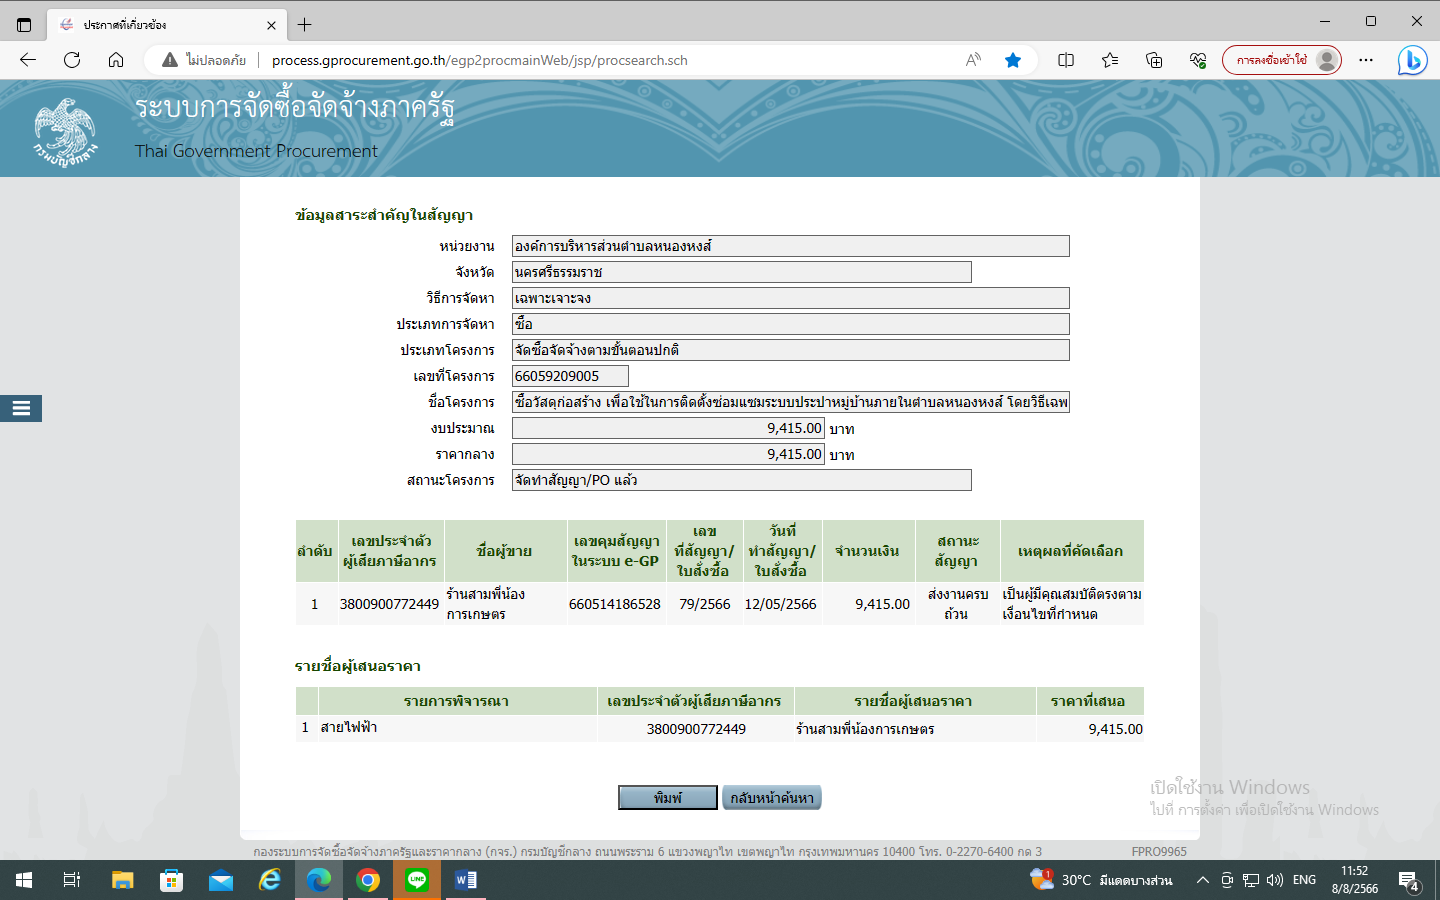 ประกาศที่เกี่ยวข้อง
ไม่ปลอดภัย process.gprocurement.go.th/egp2procmainWeb/jsp/procsearch.sch การลงชื่อเข้าใช้
ระบบการจัดซื้อจัดจ้างภาครัฐ
Thai Government Procurement
กรมบัญชีกลาง
ข้อมูลสาระสำคัญในสัญญา
หน่วยงาน องค์การบริหารส่วนตำบลหนองหงส์
จังหวัด นครศรีธรรมราช
วิธีการจัดหา เฉพาะเจาะจง
ประเภทการจัดหา ซื้อ
ประเภทโครงการ จัดซื้อจัดจ้างตามขั้นตอนปกติ
เลขที่โครงการ 66059209005
ชื่อโครงการ ซื้อวัสดุก่อสร้าง เพื่อใช้ในการติดตั้งซ่อมแซมระบบประปาหมู่บ้านภายในตำบลหนองหงส์ โดยวิธีเฉพ
งบประมาณ 9,415.00 บาท
ราคากลาง 9,415.00 บาท
สถานะโครงการ จัดทำสัญญา/PO แล้ว
ลำดับ เลขประจำตัวผู้เสียภาษีอากร ชื่อผู้ขาย เลขคุมสัญญาในระบบ e-GP เลขที่สัญญา/ใบสั่งซื้อ วันที่ทำสัญญา/ใบสั่งซื้อ จำนวนเงิน สถานะสัญญา เหตุผลที่คัดเลือก
1 3800900772449 ร้านสามพี่น้องการเกษตร 660514186528 79/2566 12/05/2566 9,415.00 ส่งงานครบถ้วน เป็นผู้มีคุณสมบัติตรงตามเงื่อนไขที่กำหนด
รายชื่อผู้เสนอราคา
รายการพิจารณา เลขประจำตัวผู้เสียภาษีอากร รายชื่อผู้เสนอราคา ราคาที่เสนอ
1 สายไฟฟ้า 3800900772449 ร้านสามพี่น้องการเกษตร 9,415.00
พิมพ์ กลับหน้าค้นหา
เปิดใช้งาน Windows
ไปที่ การตั้งค่า เพื่อเปิดใช้งาน Windows
กองระบบการจัดซื้อจัดจ้างภาครัฐและราคากลาง (กจร.) กรมบัญชีกลาง ถนนพระราม 6 แขวงพญาไท เขตพญาไท กรุงเทพมหานคร 10400 โทร. 0-2270-6400 กด 3 FPRO9965
1 30°C มีแดดบางส่วน ENG 11:52
8/8/2566 4